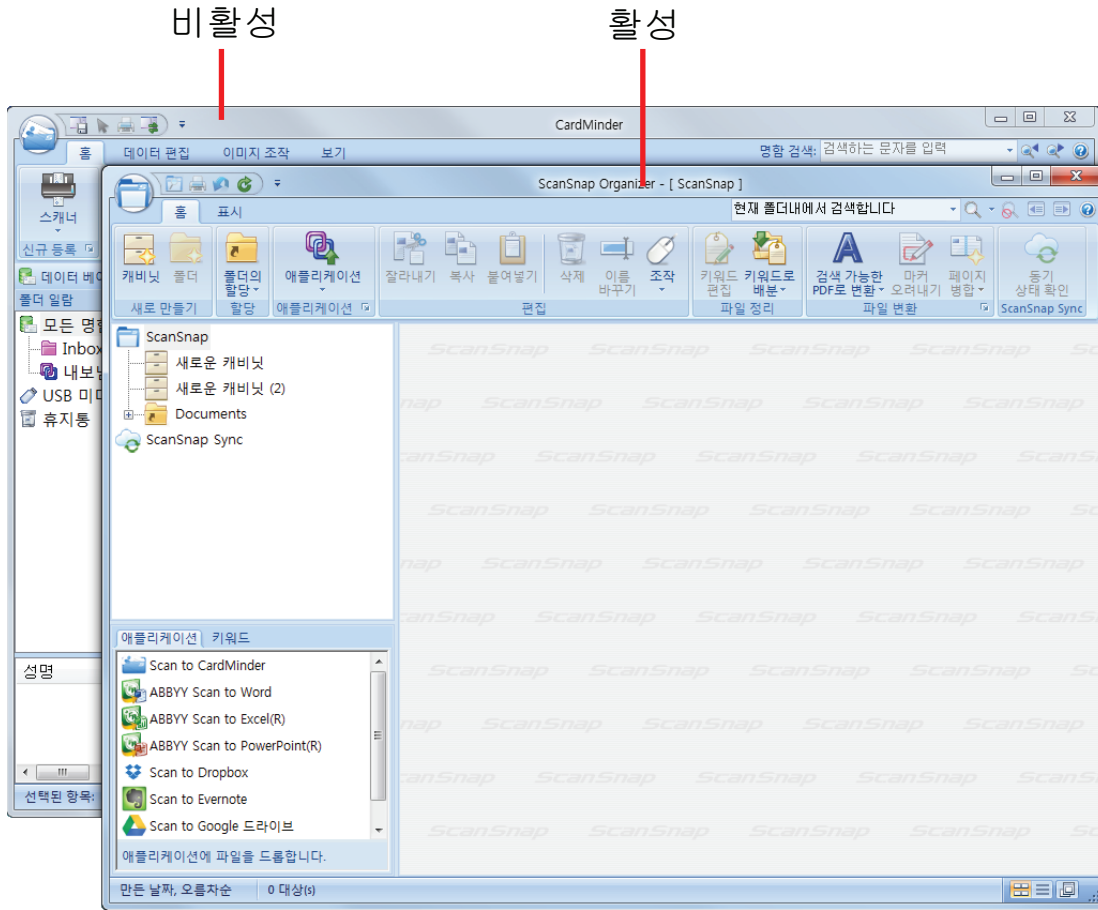 비활성
활성
CardMinder
홈 데이터 편집 이미지 조작 보기
명함 검색: 검색하는 문자를 입력
스캐너
신규 등록
폴더 일람
USB
휴지통
성명
선택된 항목:
ScanSnap Organizer - [ ScanSnap ]
홈 표시
현재 폴더내에서 검색합니다
캐비닛 폴더
새로 만들기
폴더의
할당
할당
애플리케이션
애플리케이션
잘라내기 복사 붙여넣기 삭제 이름
바꾸기
조작
편집
키워드
편집
키워드로
배분
파일 정리
검색 가능한
PDF로 변환
마커
오려내기
페이지
병합
파일 변환
동기
상태 확인
ScanSnap Sync
모든
Inbox
ScanSnap
새로운 캐비닛
새로운 캐비닛 (2)
Documents
ScanSnap Sync
애플리케이션 키워드
Scan to CardMinder
ABBYY Scan to Word
ABBYY Scan to Excel(R)
ABBYY Scan to PowerPoint(R)
Scan to Dropbox
Scan to Evernote
Scan to Google 드라이브
애플리케이션에 파일을 드롭합니다.
만든 날짜, 오름차순 0 대상(s)